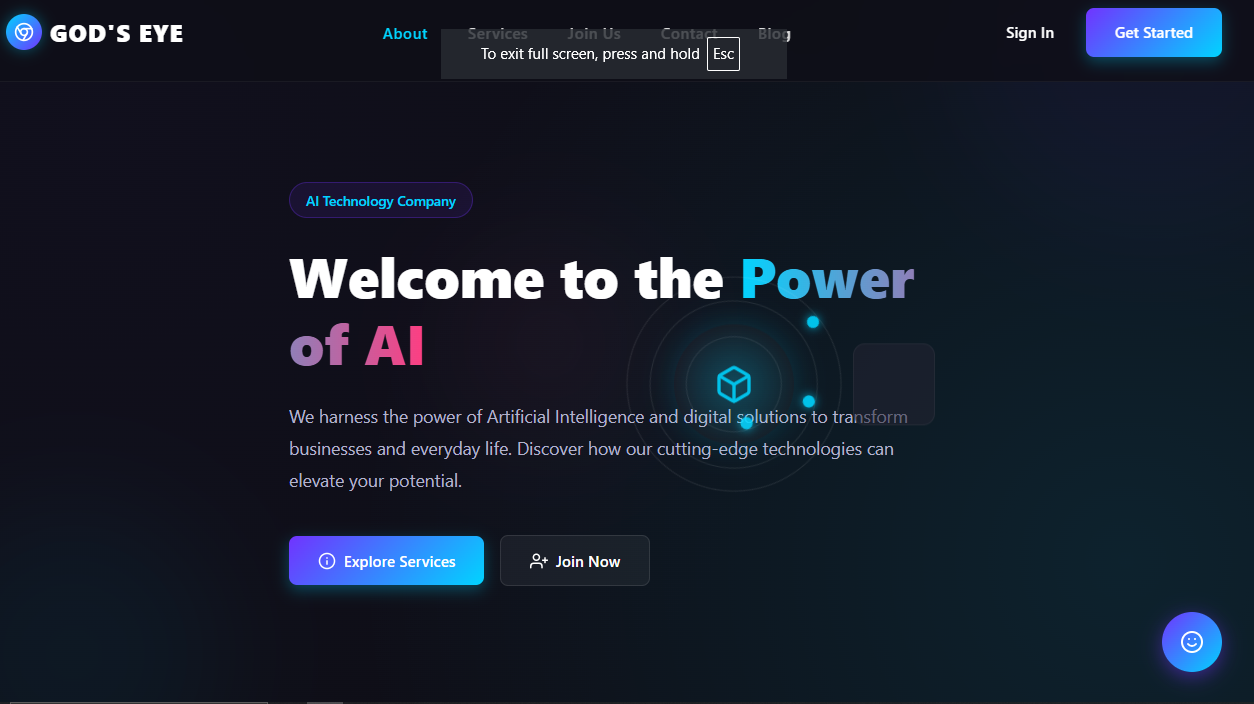 GOD'S EYE
About
Services
Join Us
Contact
Blog
Sign In
Get Started
To exit full screen, press and hold Esc
AI Technology Company
Welcome to the Power
of AI
We harness the power of Artificial Intelligence and digital solutions to transform
businesses and everyday life. Discover how our cutting-edge technologies can
elevate your potential.
Explore Services
Join Now